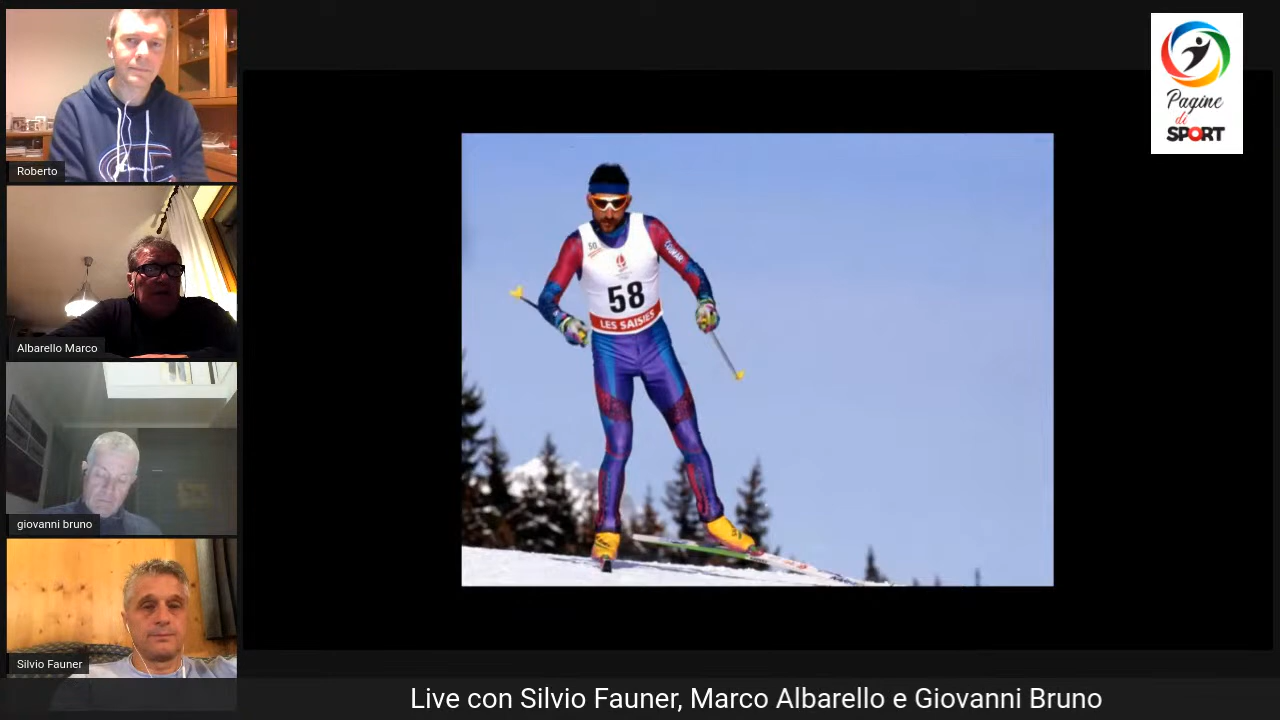 Roberto
Albarello Marco
giovanni bruno
Silvio Fauner
Pagine
di
SPORT
50
58
LES SAISIES
Live con Silvio Fauner, Marco Albarello e Giovanni Bruno